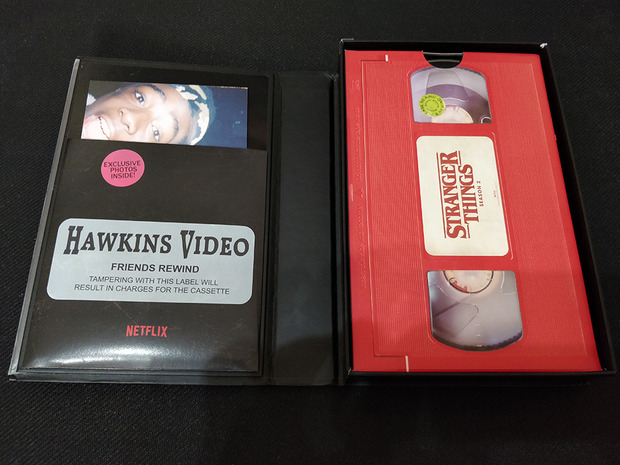 EXCLUSIVE
PHOTOS
INSIDE!
HAWKINS VIDEO
FRIENDS REWIND
TAMPERING WITH THIS LABEL WILL
RESULT IN CHARGES FOR THE CASSETTE
NETFLIX
STRANGER
THINGS
SEASON 2